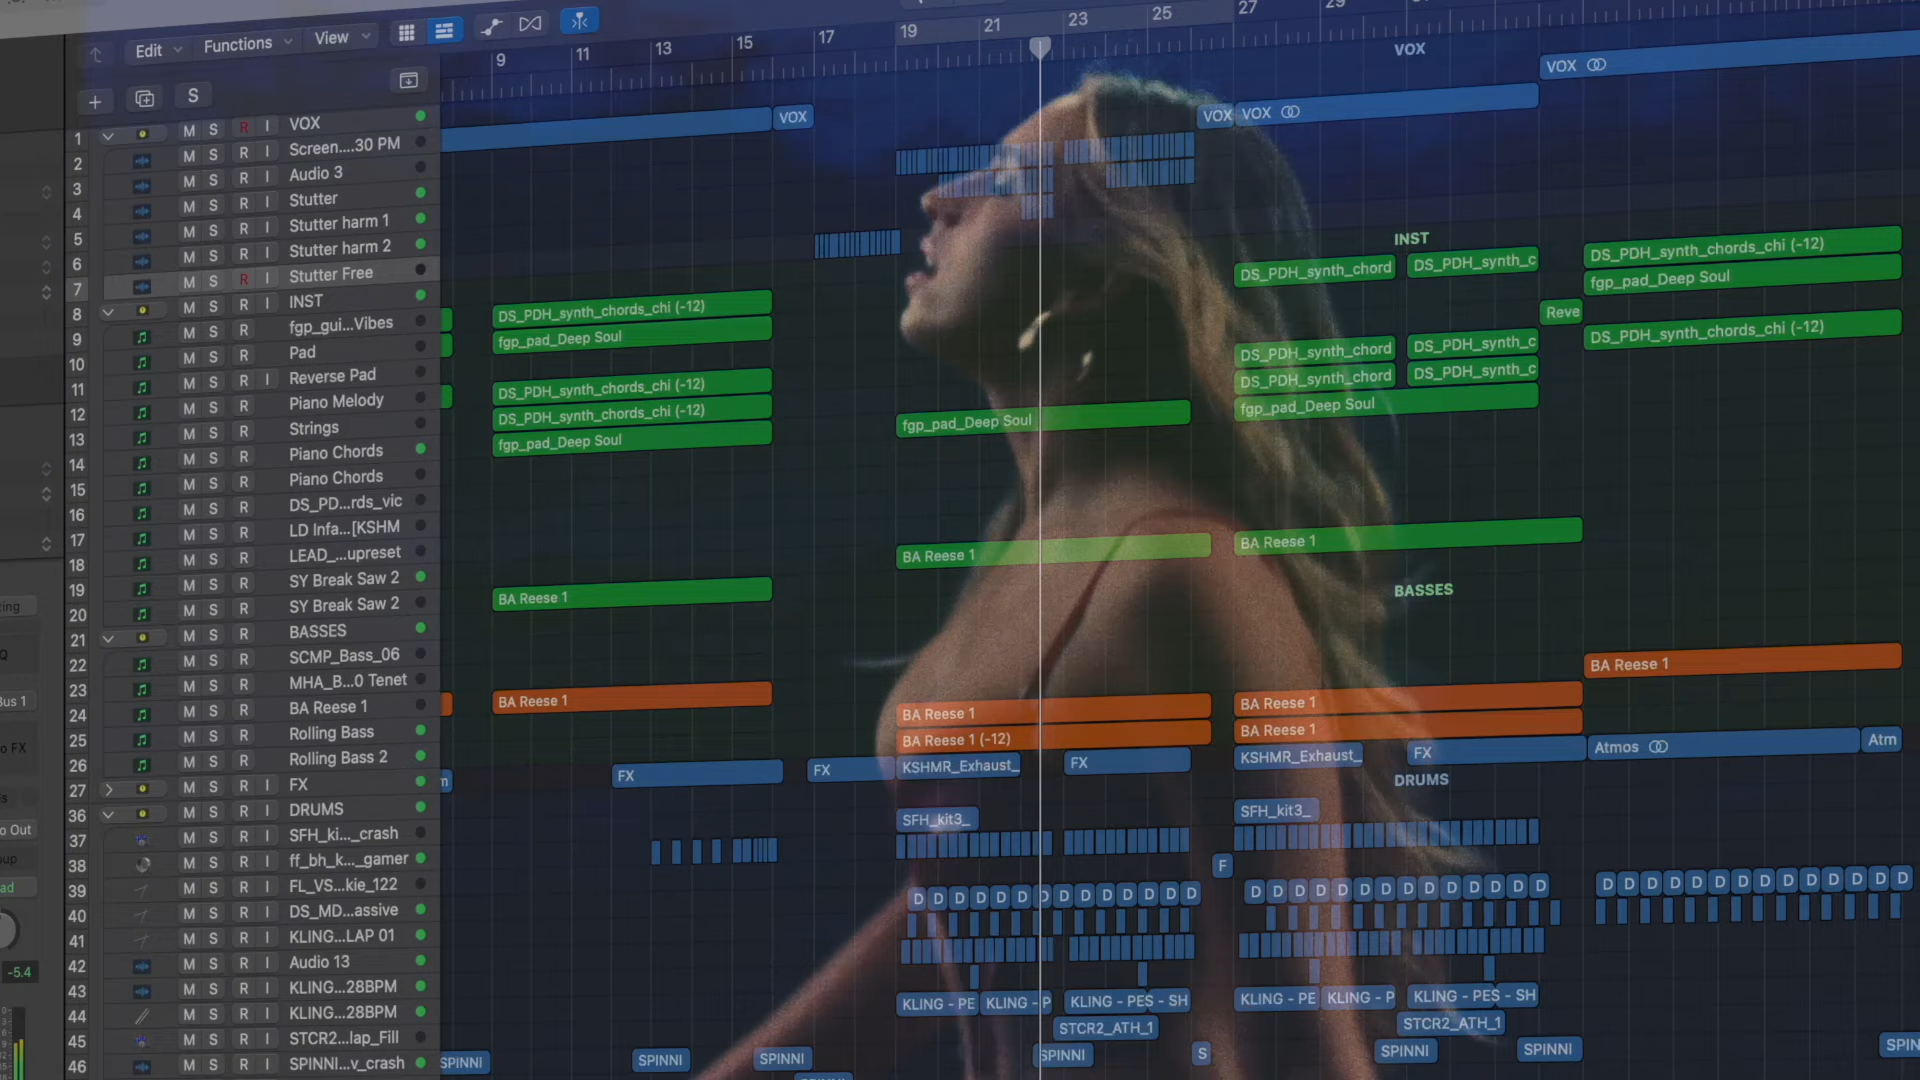 Edit Functions View
9 11 13 15 17 19 21 23 25 27 29
+ S
1 M S R I VOX
2 M S R I Screen....30 PM
3 M S R I Audio 3
4 M S R I Stutter
5 M S R I Stutter harm 1
6 M S R I Stutter harm 2
7 M S R I Stutter Free
8 M S R I INST
9 M S R fgp_gui...Vibes
10 M S R Pad
11 M S R I Reverse Pad
12 M S R Piano Melody
13 M S R Strings
14 M S R Piano Chords
15 M S R Piano Chords
16 M S R DS_PD...rds_vic
17 M S R LD Infa...[KSHM
18 M S R LEAD_...upreset
19 M S R SY Break Saw 2
20 M S R SY Break Saw 2
21 M S R BASSES
22 M S R SCMP_Bass_06
23 M S R MHA_B...0 Tenet
24 M S R BA Reese 1
25 M S R Rolling Bass
26 M S R Rolling Bass 2
27 M S R I FX
36 M S R I DRUMS
37 M S R I SFH_ki..._crash
38 M S R I ff_bh_k..._gamer
39 M S R I FL_VS...kie_122
40 M S R I DS_MD...assive
41 M S R I KLING...LAP 01
42 M S R I Audio 13
43 M S R I KLING...28BPM
44 M S R I KLING...28BPM
45 M S R I STCR2...lap_Fill
46 M S R I SPINNI...v_crash
ting
Q
Bus 1
o FX
ls
o Out
oup
ad
-5.4
VOX
VOX
VOX
VOX VOX
INST
DS_PDH_synth_chord DS_PDH_synth_c DS_PDH_synth_chords_chi (-12)
fgp_pad_Deep Soul
DS_PDH_synth_chords_chi (-12) Reve
fgp_pad_Deep Soul DS_PDH_synth_chord DS_PDH_synth_c DS_PDH_synth_chords_chi (-12)
DS_PDH_synth_chords_chi (-12) DS_PDH_synth_chord DS_PDH_synth_c
DS_PDH_synth_chords_chi (-12) fgp_pad_Deep Soul fgp_pad_Deep Soul
fgp_pad_Deep Soul
BA Reese 1 BA Reese 1
BA Reese 1 BASSES
BA Reese 1
BA Reese 1 BA Reese 1 BA Reese 1
BA Reese 1 (-12) BA Reese 1
FX FX KSHMR_Exhaust_ FX KSHMR_Exhaust_ FX Atmos Atm
DRUMS
SFH_kit3_ SFH_kit3_
F
D D D D D D D D D D D D D D D D D D D D D D D D D D D D D D D D D D D D D D D D D D
KLING - PE KLING - P KLING - PES - SH KLING - PE KLING - P KLING - PES - SH
STCR2_ATH_1 STCR2_ATH_1
SPINNI SPINNI SPINNI SPINNI S SPINNI SPINNI SPIN